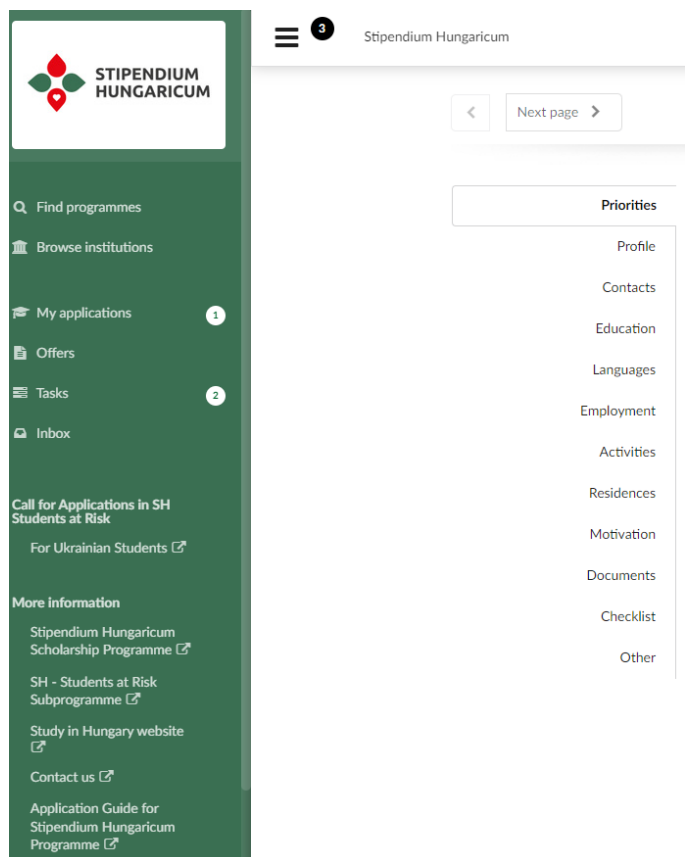 STIPENDIUM
HUNGARICUM
3
Stipendium Hungaricum
Next page
Find programmes
Browse institutions
My applications 1
Offers
Tasks 2
Inbox
Call for Applications in SH
Students at Risk
For Ukrainian Students
More information
Stipendium Hungaricum
Scholarship Programme
SH - Students at Risk
Subprogramme
Study in Hungary website
Contact us
Application Guide for
Stipendium Hungaricum
Programme
Priorities
Profile
Contacts
Education
Languages
Employment
Activities
Residences
Motivation
Documents
Checklist
Other